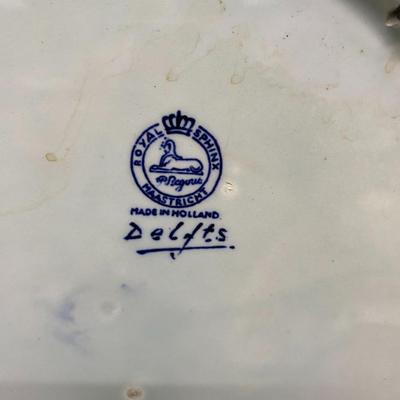 ROYAL SPHINX
P. Regout
MAASTRICHT
MADE IN HOLLAND
Delfts